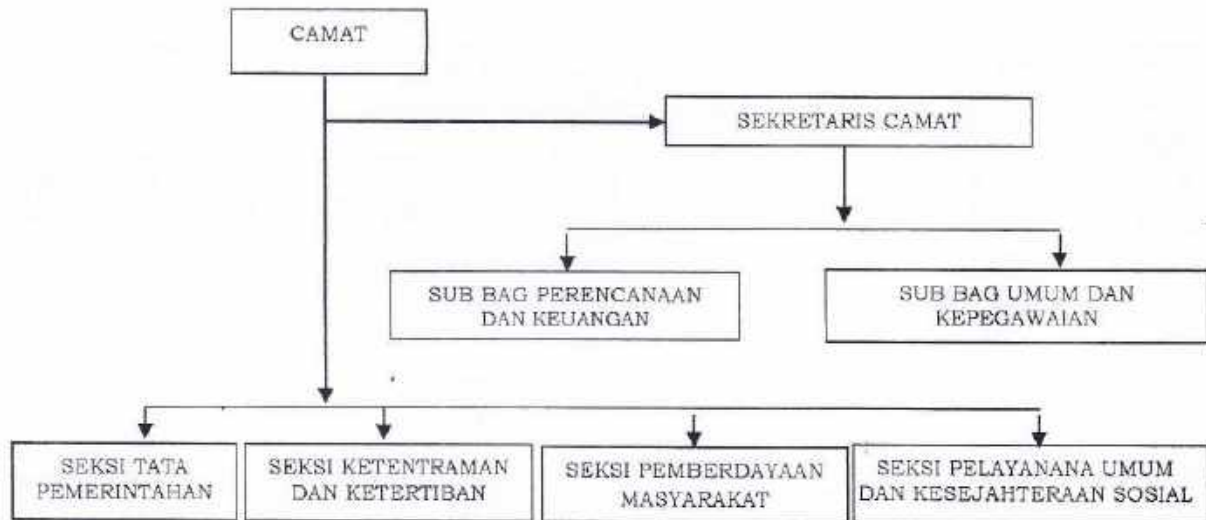 CAMAT
SEKRETARIS CAMAT
SUB BAG PERENCANAAN
DAN KEUANGAN
SUB BAG UMUM DAN
KEPEGAWAIAN
SEKSI TATA
PEMERINTAHAN
SEKSI KETENTRAMAN
DAN KETERTIBAN
SEKSI PEMBERDAYAAN
MASYARAKAT
SEKSI PELAYANANA UMUM
DAN KESEJAHTERAAN SOSIAL